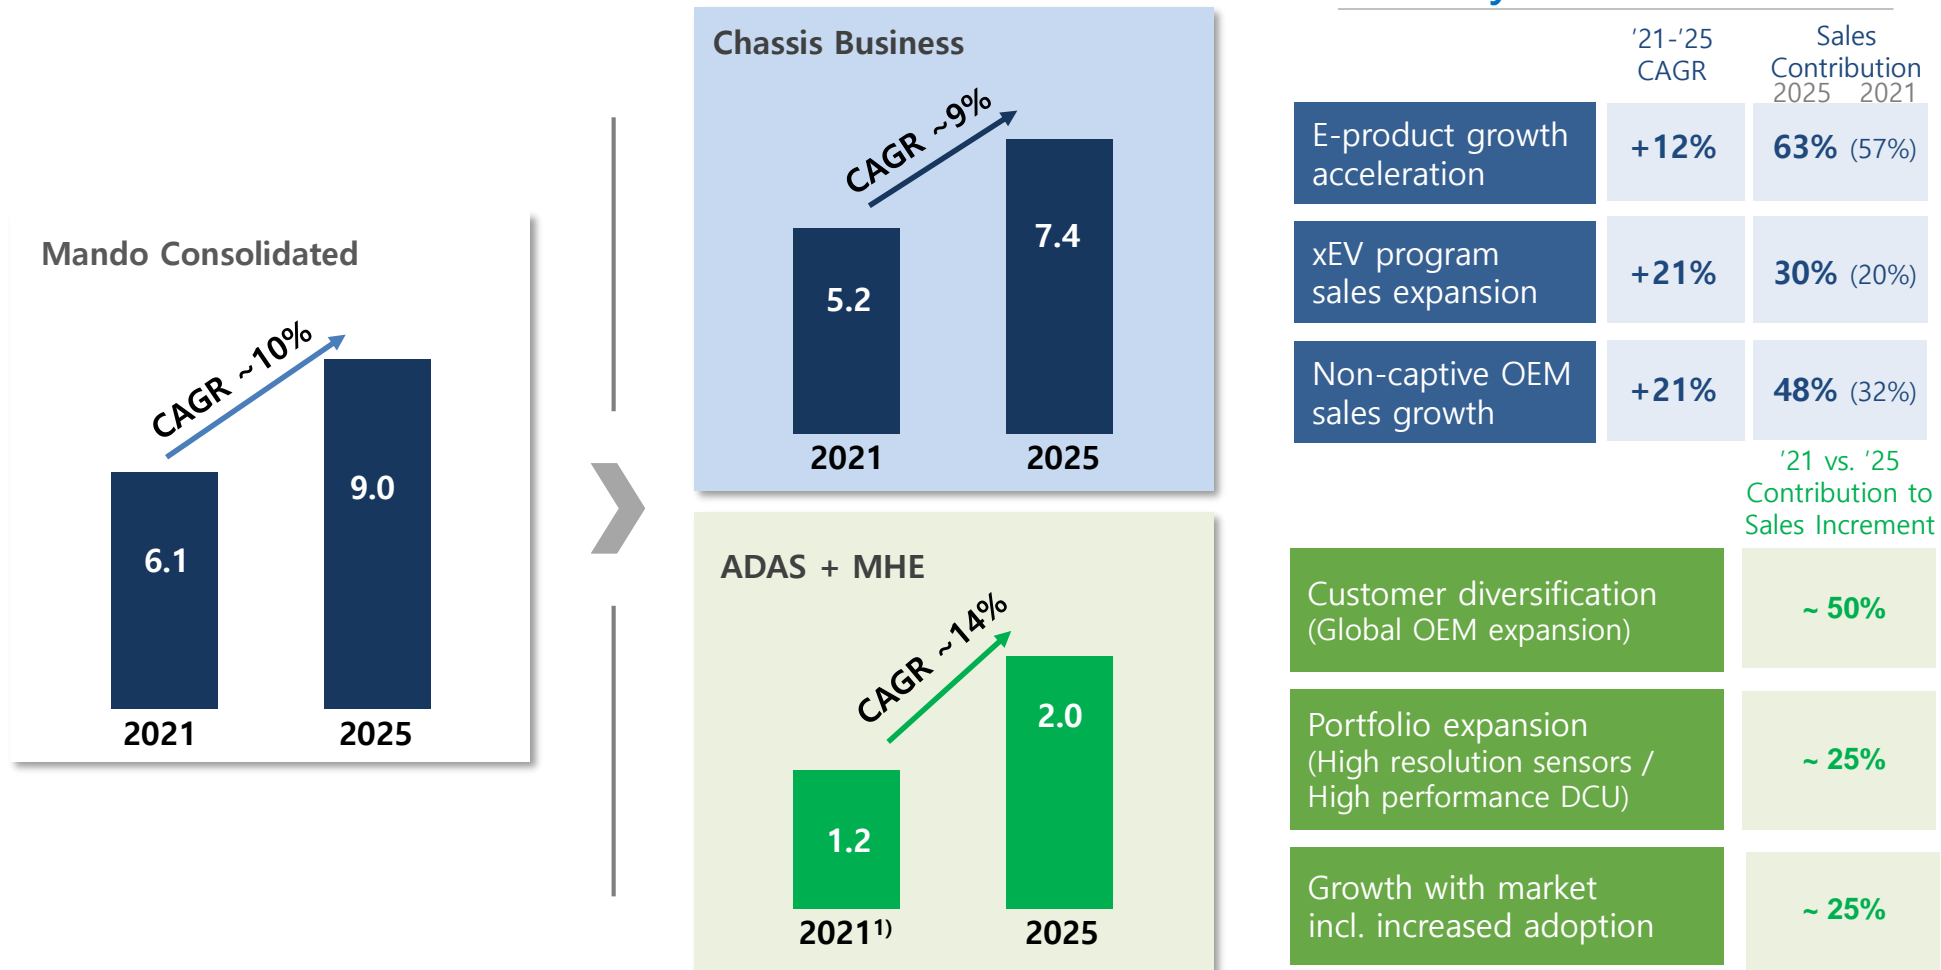 Mando Consolidated
CAGR ~10%
6.1
9.0
2021
2025
Chassis Business
CAGR ~9%
5.2
7.4
2021
2025
ADAS + MHE
CAGR ~14%
1.2
2.0
2021¹⁾
2025
'21-'25
CAGR
Sales
Contribution
2025 2021
E-product growth
acceleration
+12%
63% (57%)
xEV program
sales expansion
+21%
30% (20%)
Non-captive OEM
sales growth
+21%
48% (32%)
'21 vs. '25
Contribution to
Sales Increment
Customer diversification
(Global OEM expansion)
~ 50%
Portfolio expansion
(High resolution sensors /
High performance DCU)
~ 25%
Growth with market
incl. increased adoption
~ 25%